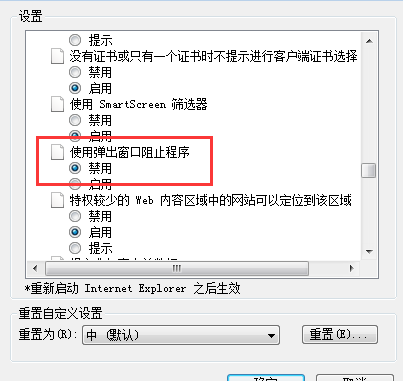 设置
提示
没有证书或只有一个证书时不提示进行客户端证书选择
禁用
启用
使用 SmartScreen 筛选器
禁用
启用
使用弹出窗口阻止程序
禁用
启用
特权较少的 Web 内容区域中的网站可以定位到该区域
禁用
启用
提示
*重新启动 Internet Explorer 之后生效
重置自定义设置
重置为(R): 中 (默认) 重置(E)...
确定 取消